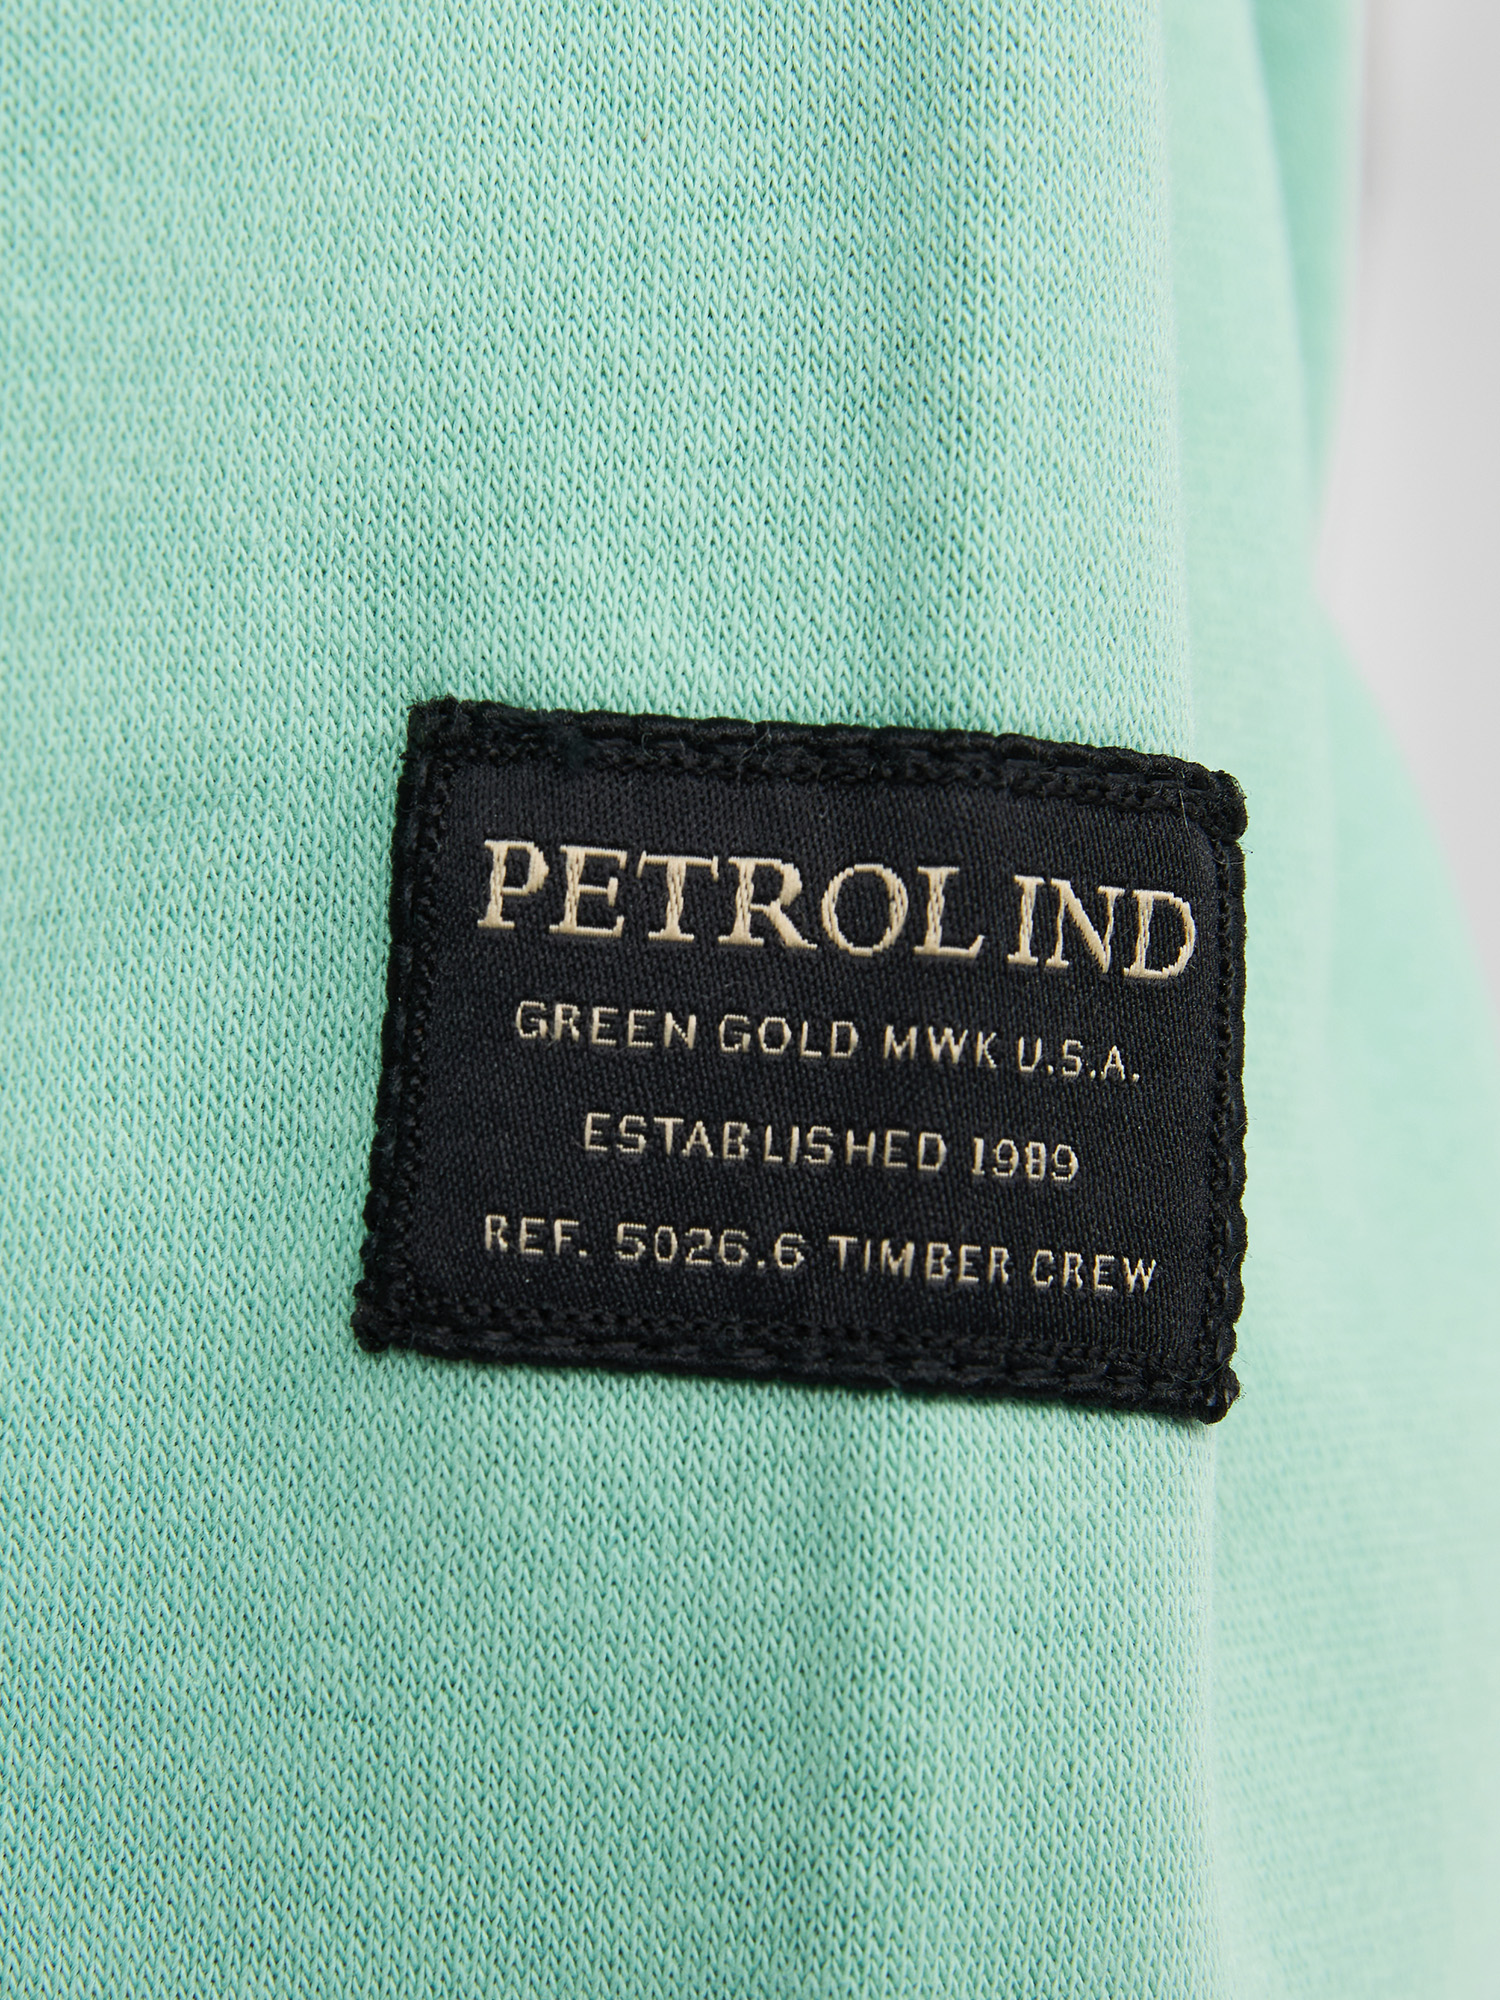 PETROL IND
GREEN GOLD MWK U.S.A.
ESTABLISHED 1989
REF. 5026.6 TIMBER CREW